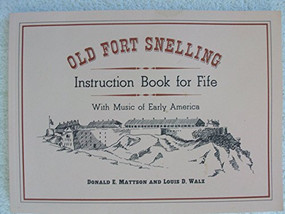 OLD FORT SNELLING
Instruction Book for Fife
With Music of Early America
DONALD E. MATTSON AND LOUIS D. WALZ